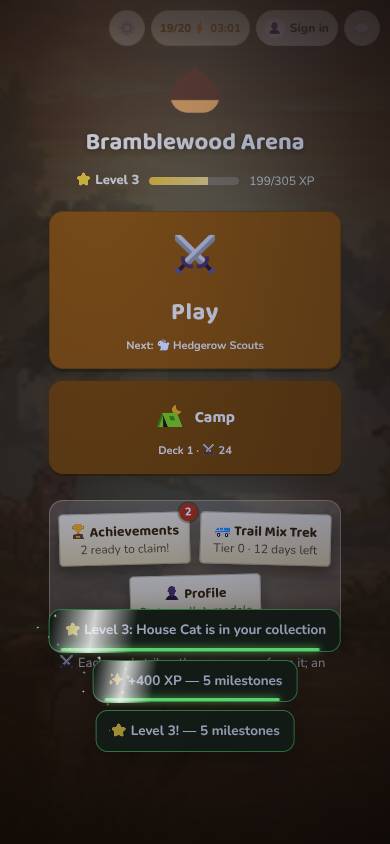 19/20 03:01 Sign in
Bramblewood Arena
Level 3 199/305 XP
Play
Next: Hedgerow Scouts
Camp
Deck 1 · 24
2
Achievements
2 ready to claim!
Trail Mix Trek
Tier 0 · 12 days left
Profile
Level 3: House Cat is in your collection
it; an
+400 XP — 5 milestones
Level 3! — 5 milestones